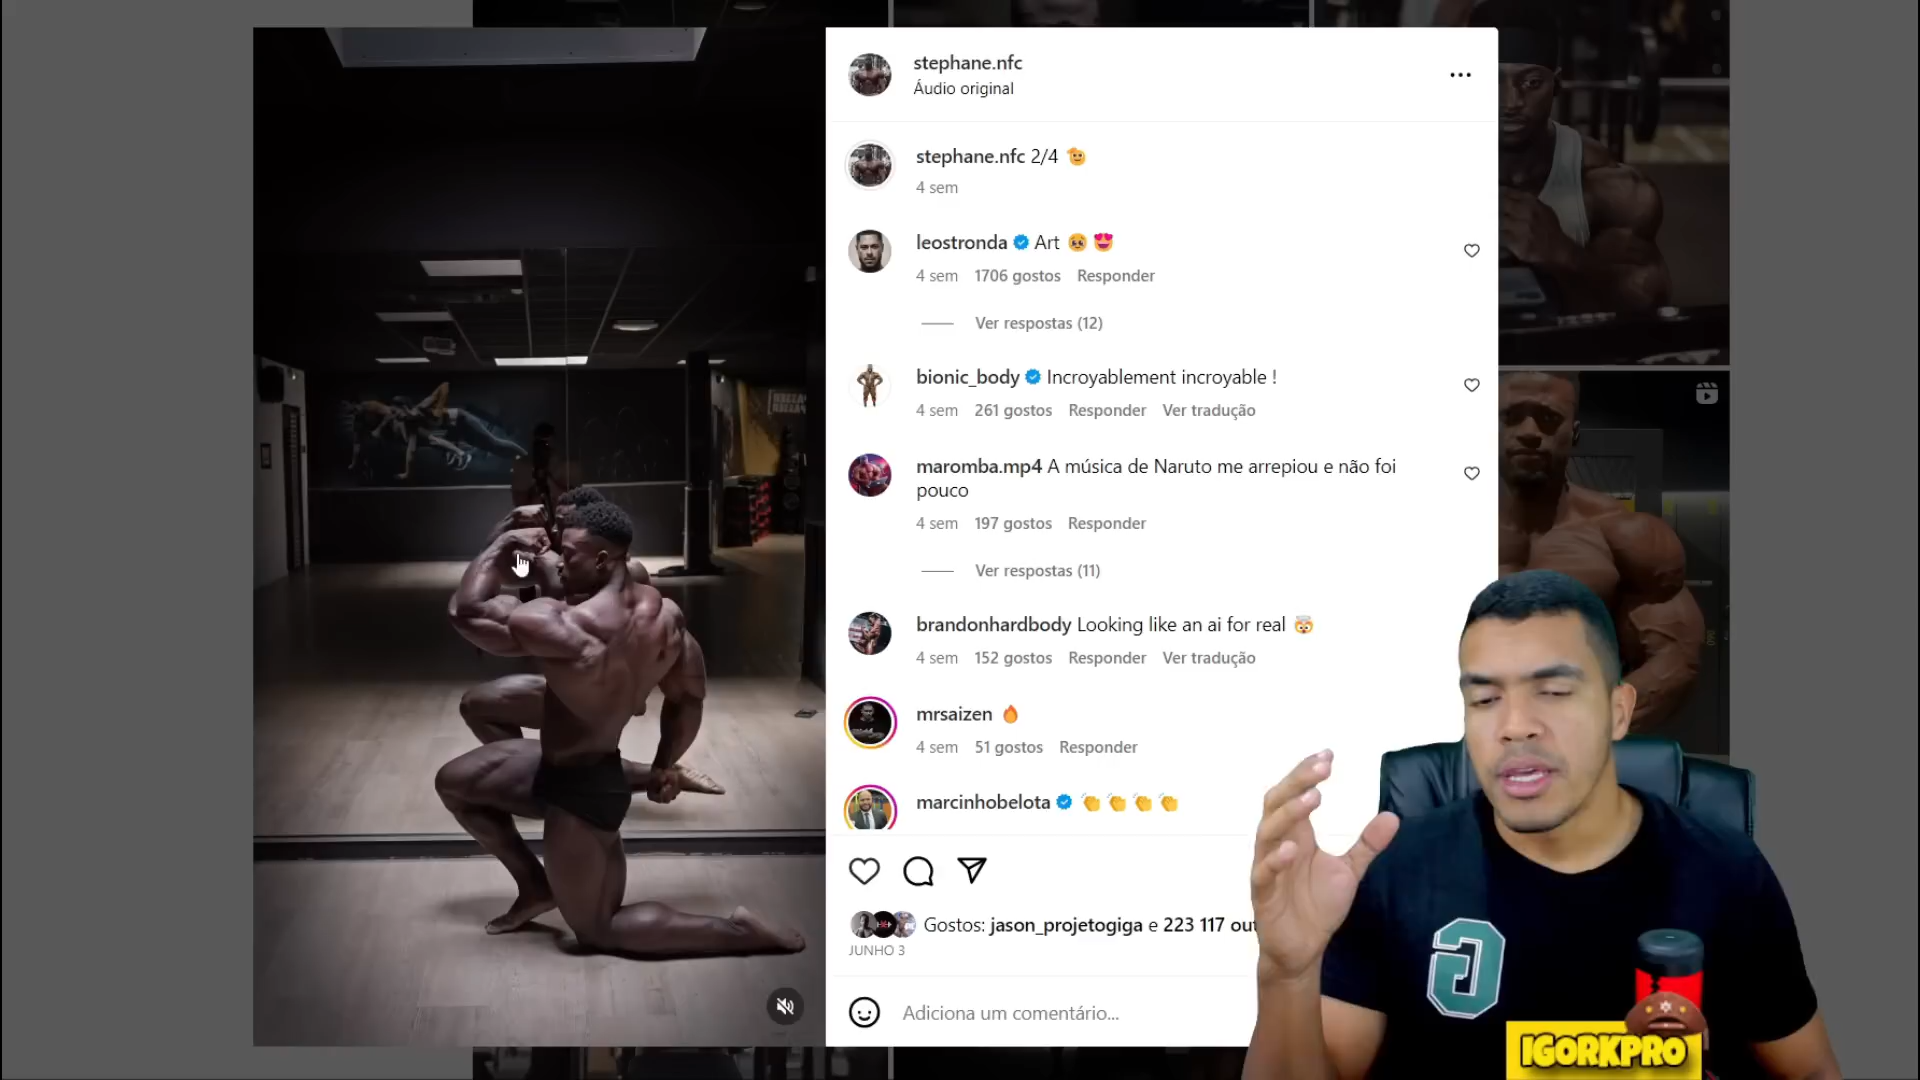 stephane.nfc
Áudio original
stephane.nfc 2/4
4 sem
leostronda Art
4 sem 1706 gostos Responder
Ver respostas (12)
bionic_body Incroyablement incroyable !
4 sem 261 gostos Responder Ver tradução
maromba.mp4 A música de Naruto me arrepiou e não foi
pouco
4 sem 197 gostos Responder
Ver respostas (11)
brandonhardbody Looking like an ai for real
4 sem 152 gostos Responder Ver tradução
mrsaizen
4 sem 51 gostos Responder
marcinhobelota
Gostos: jason_projetogiga e 223 117 out
JUNHO 3
Adiciona um comentário...
G
IGORKPRO